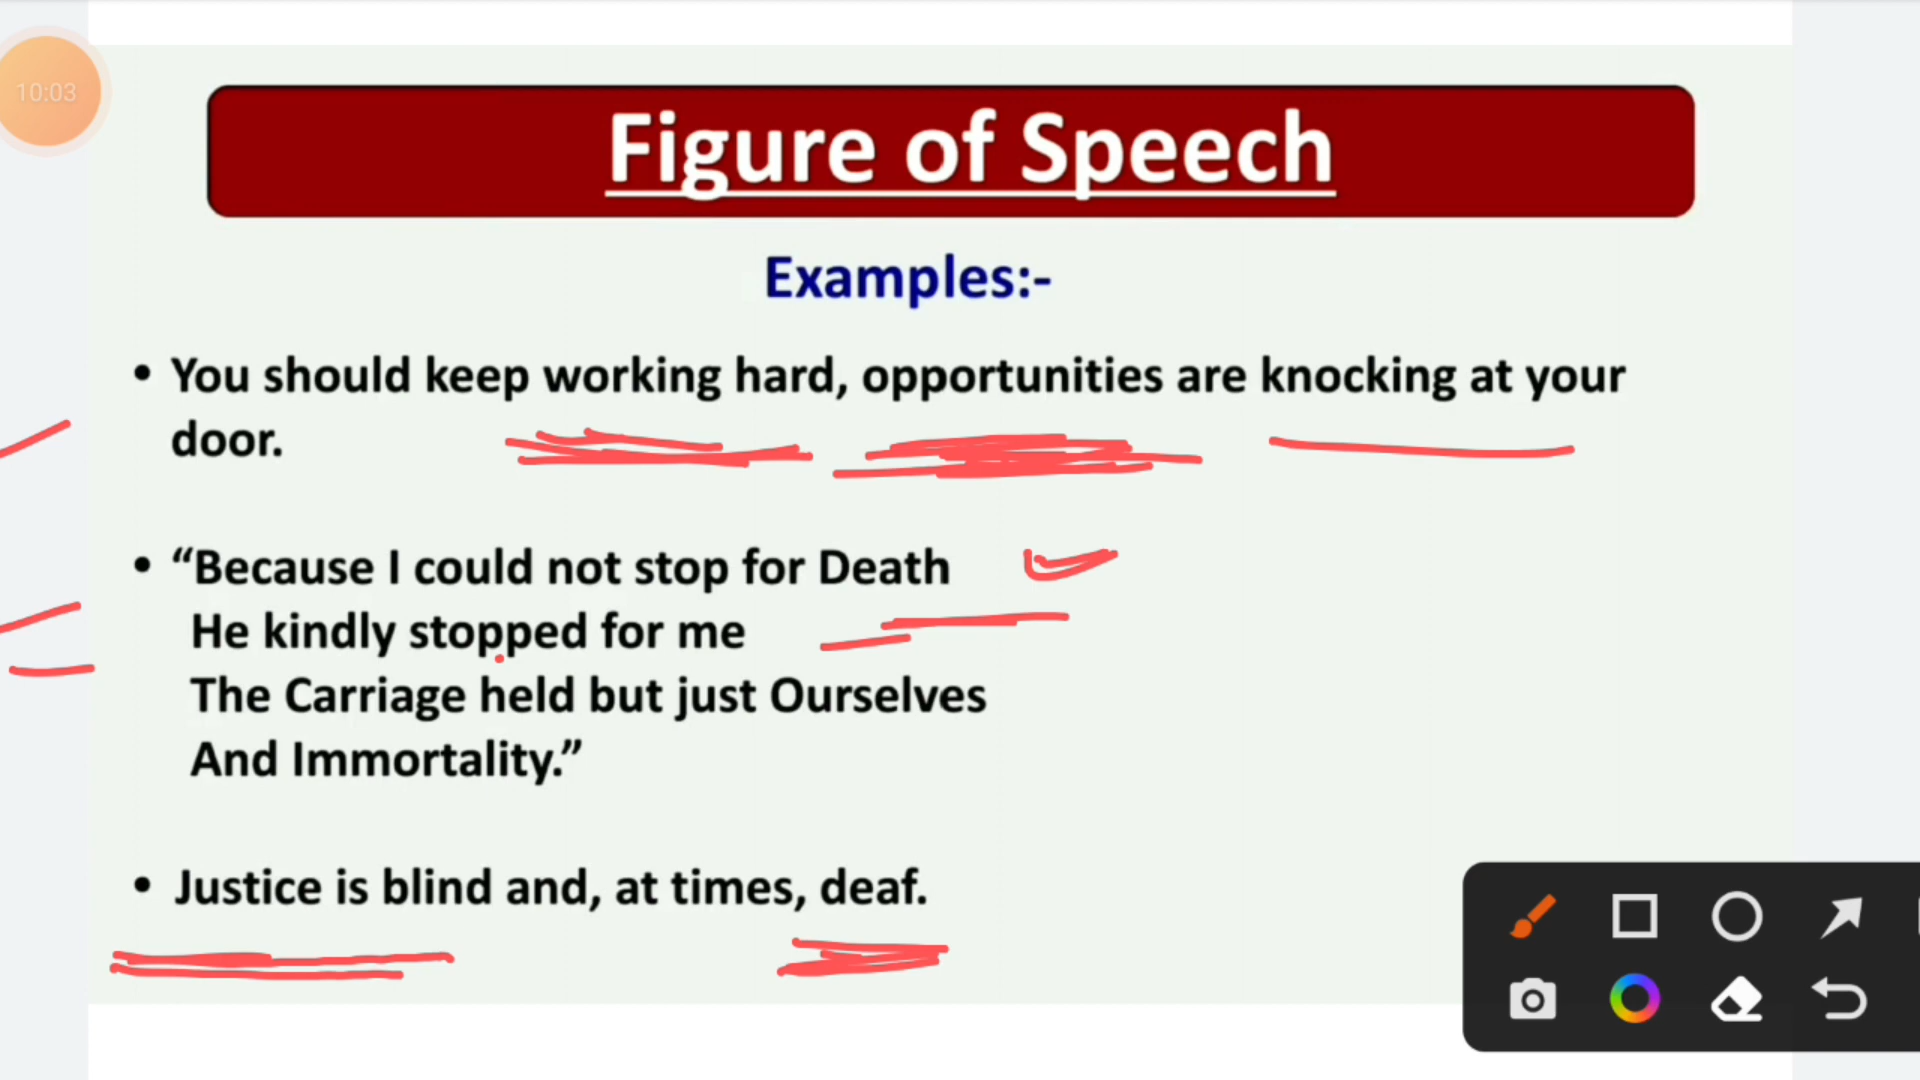 10:03
Figure of Speech
Examples:-
• You should keep working hard, opportunities are knocking at your
door.
• “Because I could not stop for Death
He kindly stopped for me
The Carriage held but just Ourselves
And Immortality.”
• Justice is blind and, at times, deaf.